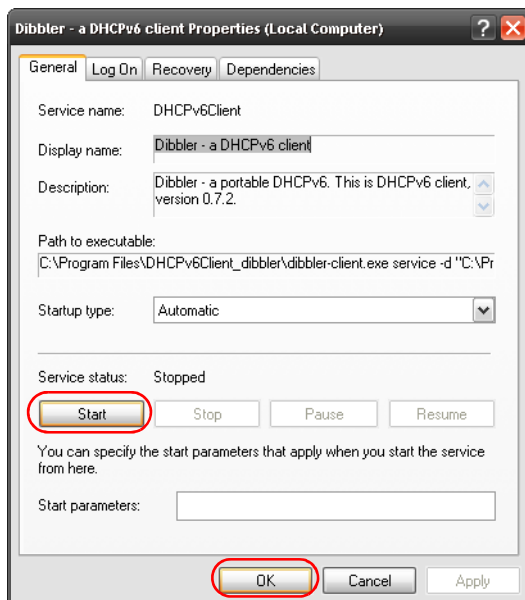 Dibbler - a DHCPv6 client Properties (Local Computer)
General Log On Recovery Dependencies
Service name: DHCPv6Client
Display name: Dibbler - a DHCPv6 client
Description: Dibbler - a portable DHCPv6. This is DHCPv6 client,
version 0.7.2.
Path to executable:
C:\Program Files\DHCPv6Client_dibbler\dibbler-client.exe service -d "C:\Pr
Startup type: Automatic
Service status: Stopped
Start Stop Pause Resume
You can specify the start parameters that apply when you start the service
from here.
Start parameters:
OK Cancel Apply